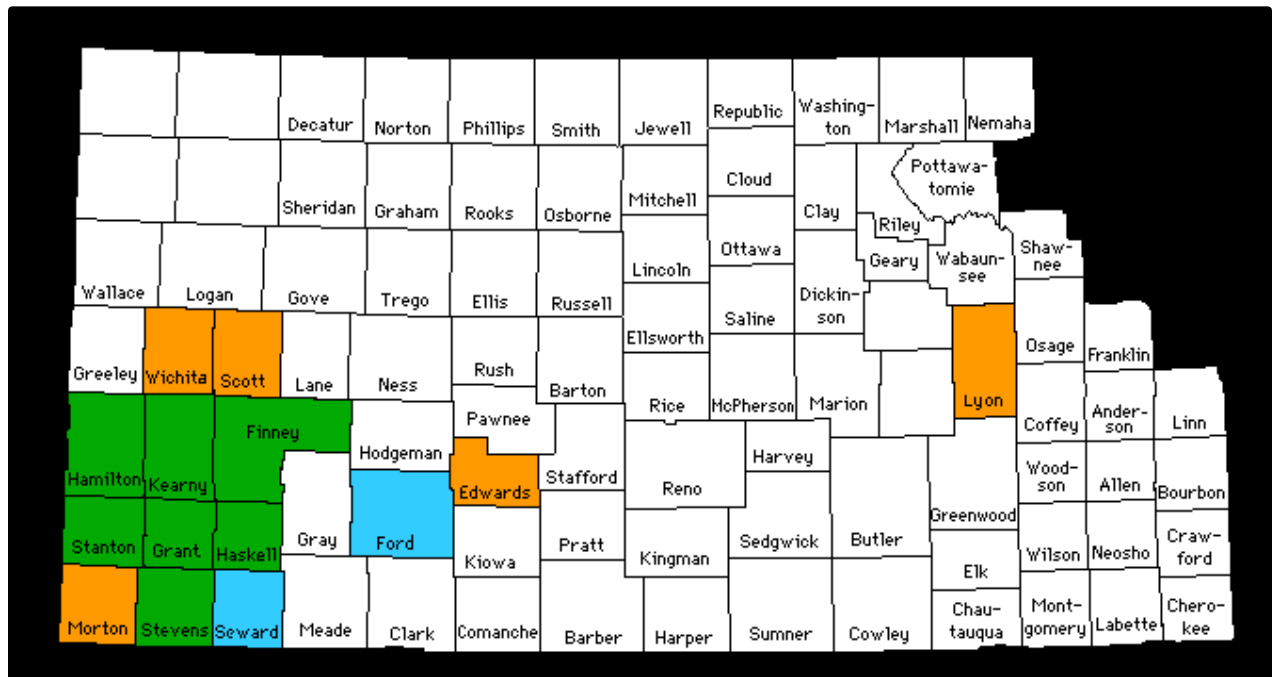 Republic
Washing-
ton
Decatur
Norton
Phillips
Smith
Jewell
Marshall
Nemaha
Pottawa-
tomie
Cloud
Mitchell
Sheridan
Graham
Rooks
Osborne
Clay
Riley
Ottawa
Geary
Wabaun-
see
Shaw-
nee
Lincoln
Wallace
Logan
Gove
Trego
Ellis
Russell
Dickin-
son
Saline
Ellsworth
Osage
Franklin
Greeley
Wichita
Scott
Lane
Ness
Rush
Barton
Rice
McPherson
Marion
Lyon
Coffey
Ander-
son
Linn
Pawnee
Finney
Hodgeman
Harvey
Stafford
Reno
Hamilton
Kearny
Edwards
Wood-
son
Allen
Bourbon
Greenwood
Stanton
Grant
Haskell
Gray
Ford
Kiowa
Pratt
Kingman
Sedgwick
Butler
Elk
Wilson
Neosho
Craw-
ford
Morton
Stevens
Seward
Meade
Clark
Comanche
Barber
Harper
Sumner
Cowley
Chau-
tauqua
Mont-
gomery
Labette
Chero-
kee